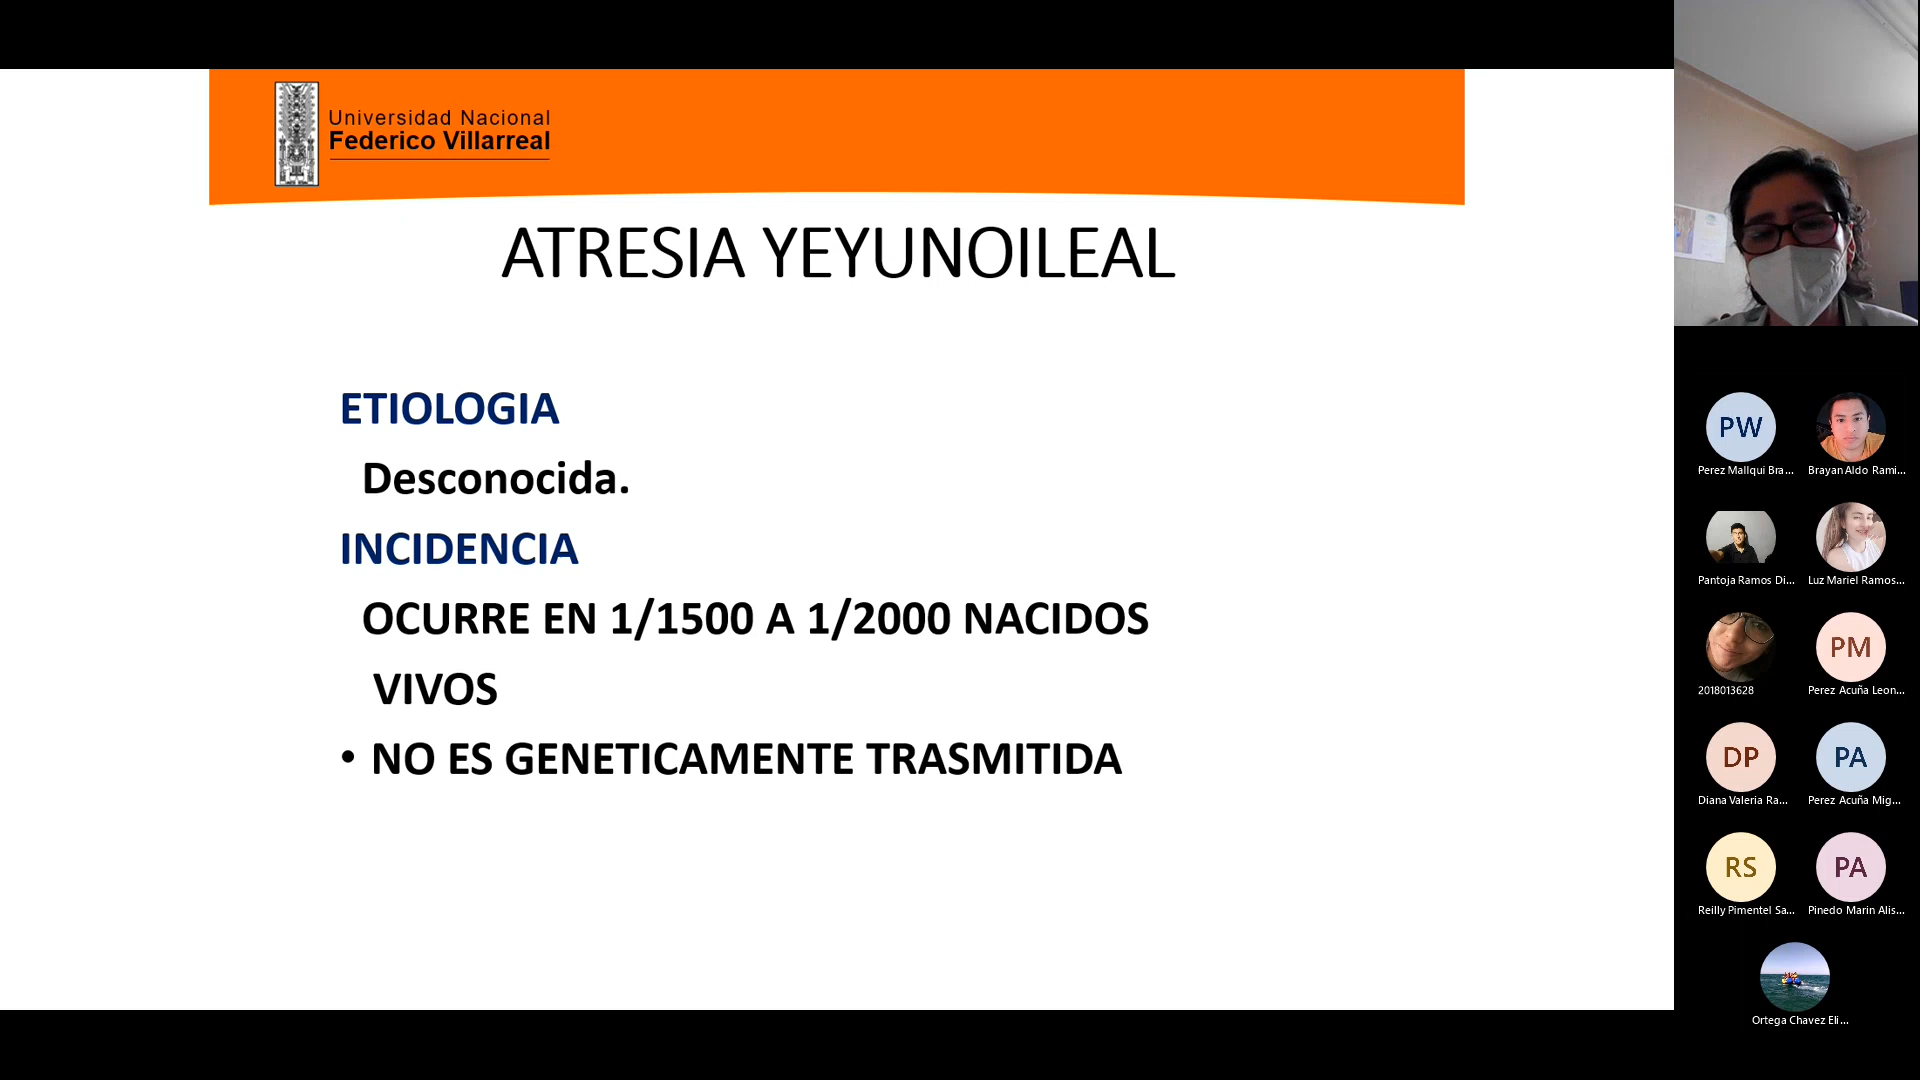 Universidad Nacional
Federico Villarreal
ATRESIA YEYUNOILEAL
ETIOLOGIA
Desconocida.
INCIDENCIA
OCURRE EN 1/1500 A 1/2000 NACIDOS
VIVOS
• NO ES GENETICAMENTE TRASMITIDA
PW
Perez Mallqui Bra...
Brayan Aldo Rami...
Pantoja Ramos Di...
Luz Mariel Ramos...
2018013628
PM
Perez Acuña Leon...
DP
Diana Valeria Ra...
PA
Perez Acuña Mig...
RS
Reilly Pimentel Sa...
PA
Pinedo Marin Alis...
Ortega Chavez Eli...